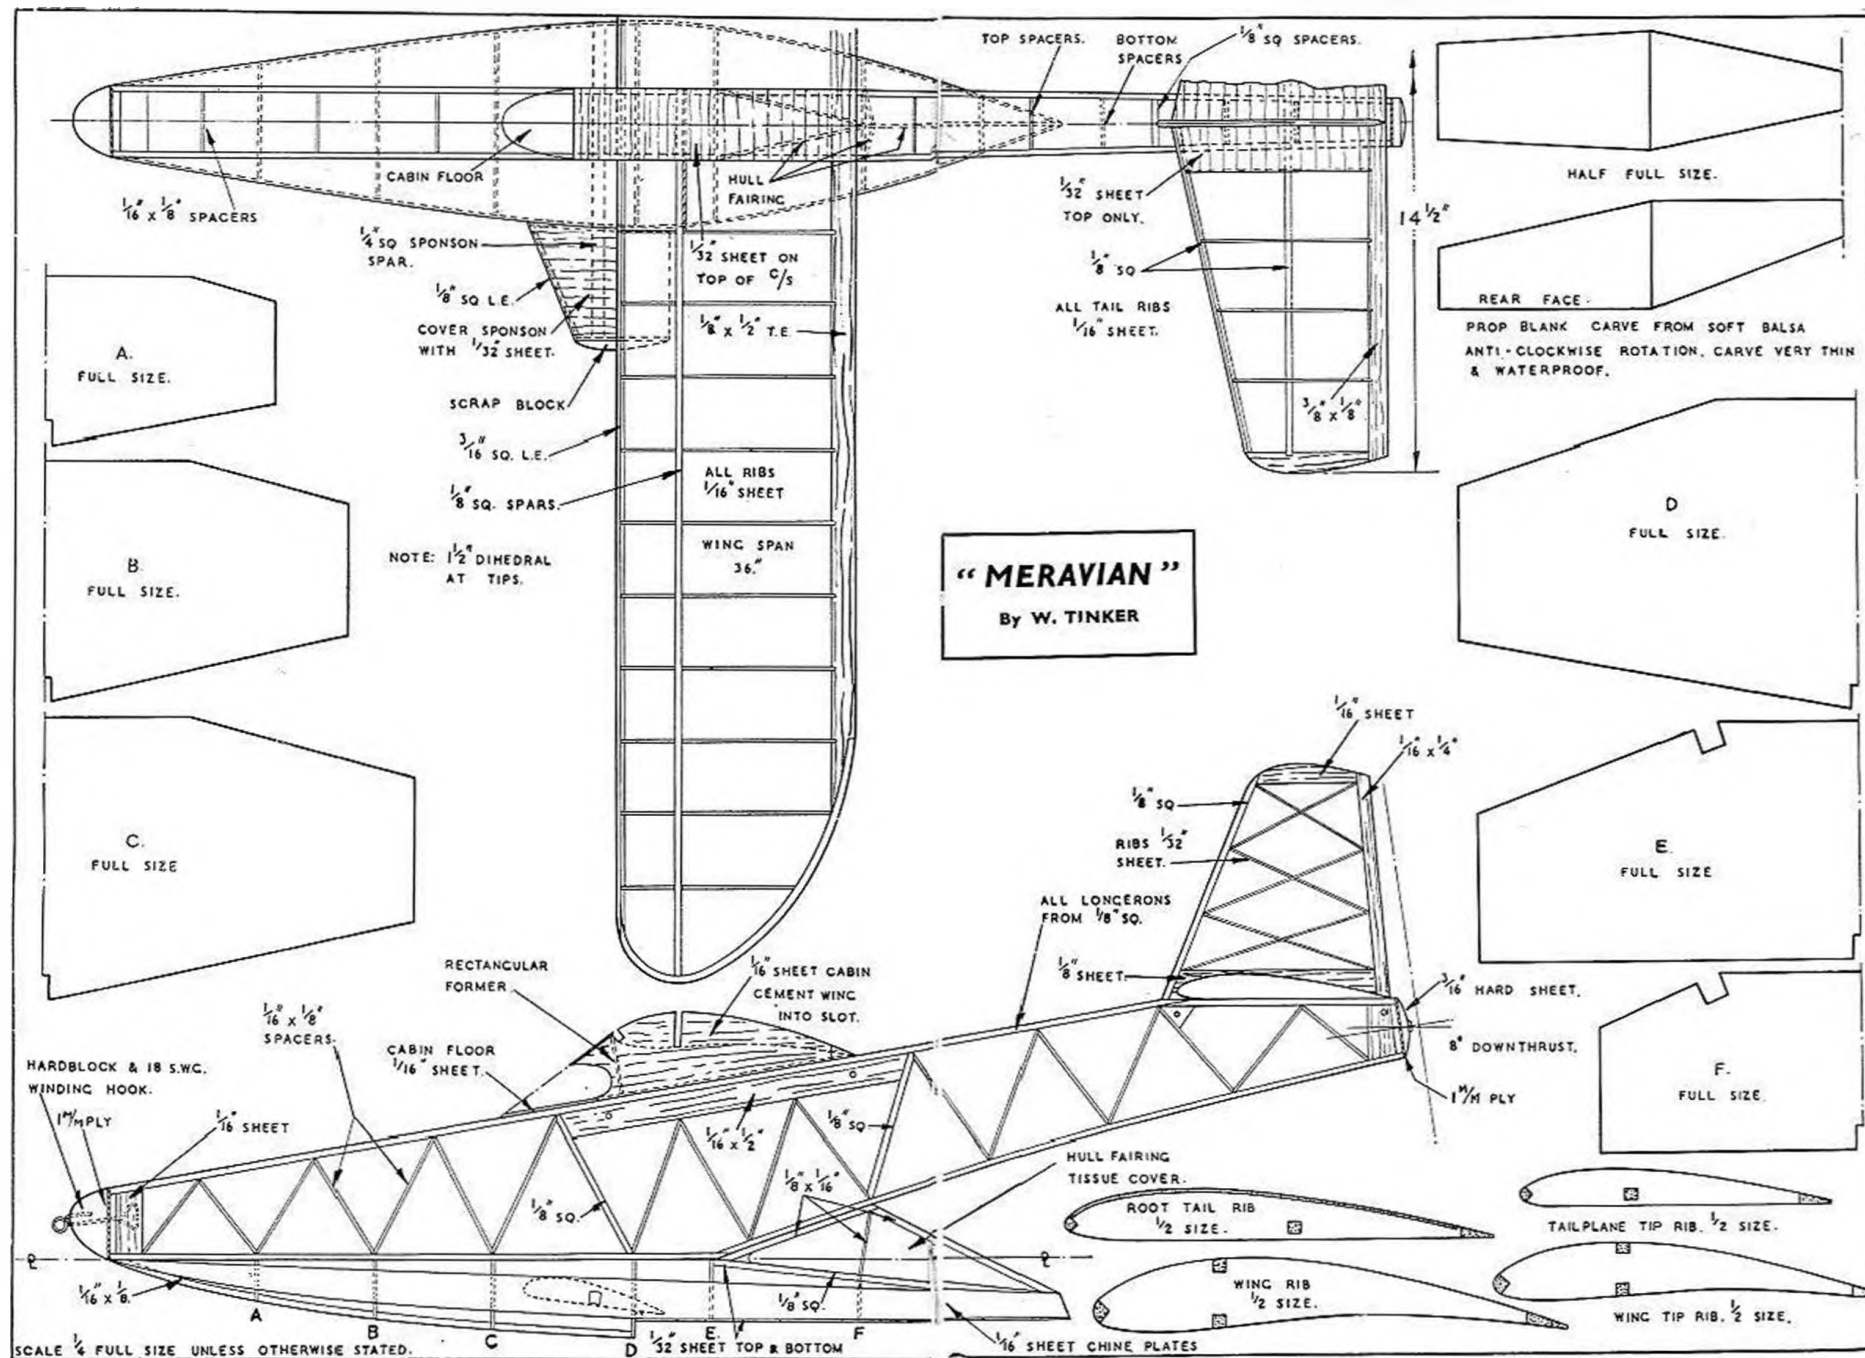 TOP SPACERS.
BOTTOM
SPACERS
1/8" SQ SPACERS.
CABIN FLOOR
HULL
FAIRING
1/16" x 1/8" SPACERS
1/32" SHEET
TOP ONLY.
HALF FULL SIZE.
14 1/2"
1/4" SQ SPONSON
SPAR.
1/32" SHEET ON
TOP OF C/S
1/8" SQ
REAR FACE.
1/8" SQ L.E.
ALL TAIL RIBS
1/16" SHEET.
PROP BLANK CARVE FROM SOFT BALSA
ANTI-CLOCKWISE ROTATION. CARVE VERY THIN
& WATERPROOF.
COVER SPONSON
WITH 1/32" SHEET.
1/8" x 1/2" T.E.
A.
FULL SIZE.
SCRAP BLOCK
3/8" x 1/8"
3/16" SQ. L.E.
ALL RIBS
1/16" SHEET
1/8" SQ. SPARS.
D
FULL SIZE.
WING SPAN
36."
NOTE: 1 1/2" DIHEDRAL
AT TIPS.
B.
FULL SIZE.
"MERAVIAN"
By W. TINKER
1/16" SHEET
1/16" x 1/4"
1/8" SQ
RIBS 1/32"
SHEET.
C.
FULL SIZE
E.
FULL SIZE
ALL LONGERONS
FROM 1/8" SQ.
RECTANGULAR
FORMER
1/16" SHEET CABIN
CEMENT WING
INTO SLOT.
1/8" SHEET
3/16" HARD SHEET.
1/16" x 1/8"
SPACERS.
CABIN FLOOR
1/16" SHEET.
8° DOWNTHRUST.
HARDBLOCK & 18 S.W.G.
WINDING HOOK.
1 M/M PLY
1/16" SHEET
1 M/M PLY
F.
FULL SIZE.
1/16" x 1/2"
1/8" SQ
HULL FAIRING
TISSUE COVER.
1/8" x 1/16"
1/8" SQ.
ROOT TAIL RIB
1/2 SIZE.
TAILPLANE TIP RIB. 1/2 SIZE.
1/16" x 1/8.
1/8" SQ.
WING RIB
1/2 SIZE.
WING TIP RIB. 1/2 SIZE.
A
B
C
D
E.
F
SCALE 1/4 FULL SIZE UNLESS OTHERWISE STATED.
1/32" SHEET TOP & BOTTOM
1/16" SHEET CHINE PLATES